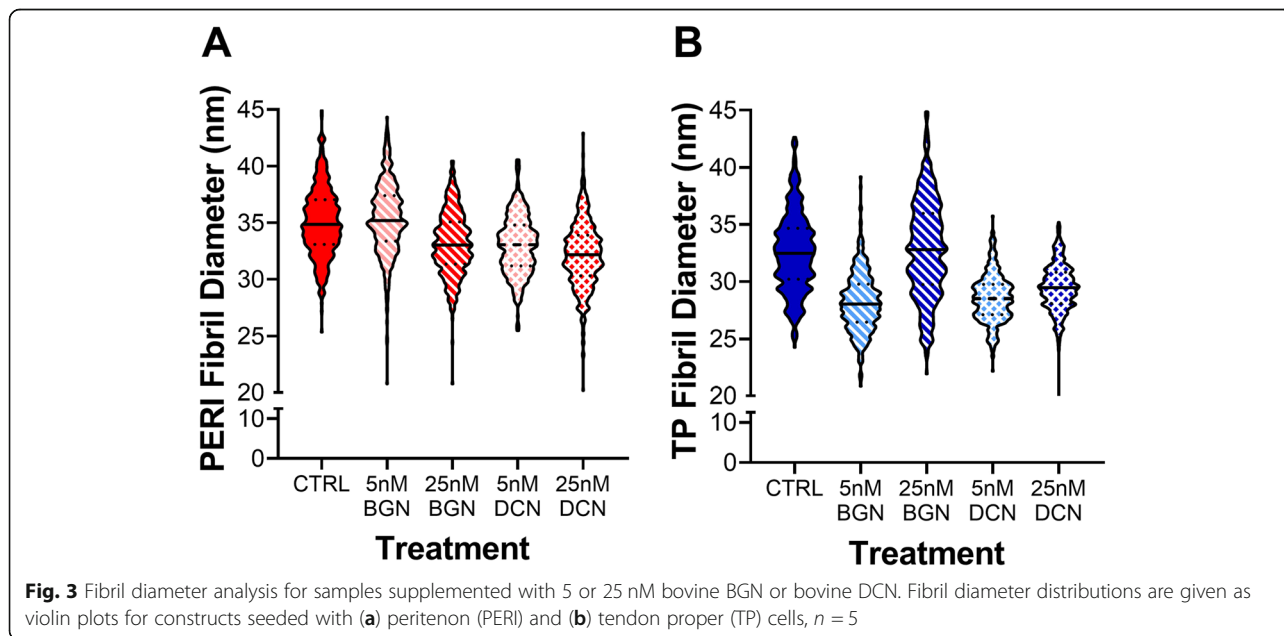 A
PERI Fibril Diameter (nm)
45
40
35
30
25
20
10
0
CTRL 5nM BGN 25nM BGN 5nM DCN 25nM DCN
Treatment
B
TP Fibril Diameter (nm)
45
40
35
30
25
20
10
0
CTRL 5nM BGN 25nM BGN 5nM DCN 25nM DCN
Treatment
Fig. 3 Fibril diameter analysis for samples supplemented with 5 or 25 nM bovine BGN or bovine DCN. Fibril diameter distributions are given as
violin plots for constructs seeded with (a) peritenon (PERI) and (b) tendon proper (TP) cells, n = 5